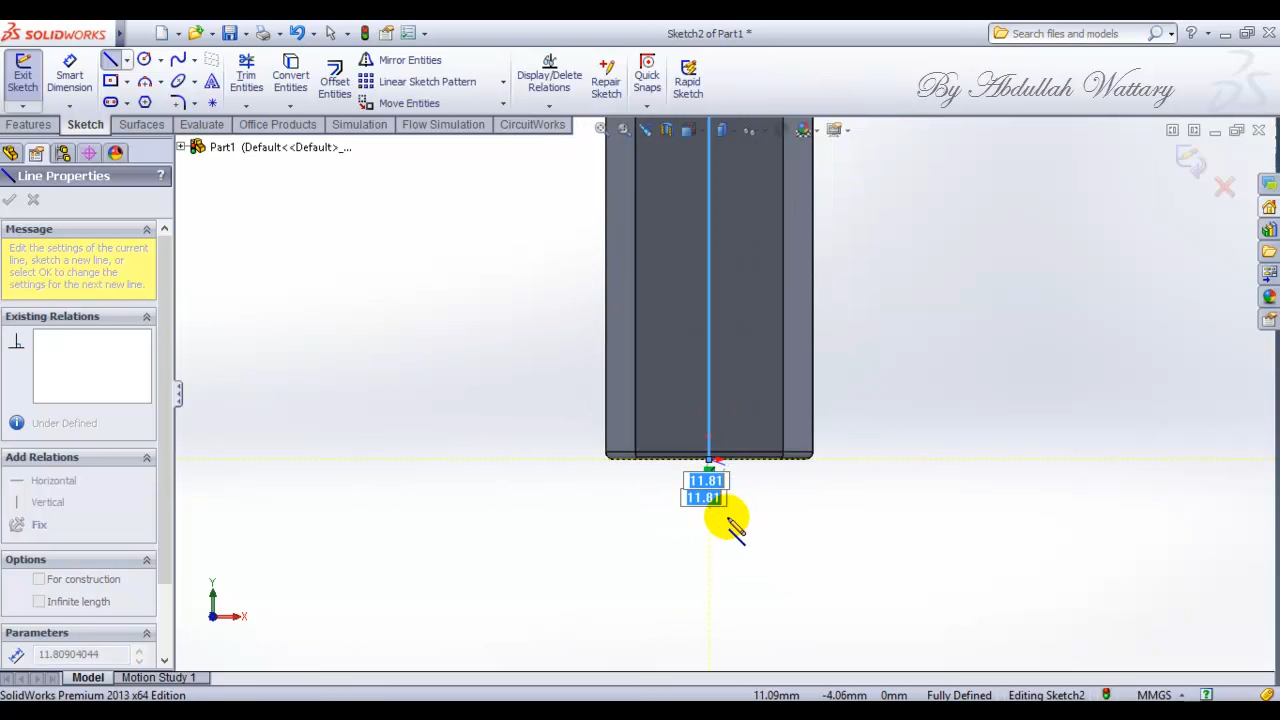 SOLIDWORKS
Sketch2 of Part1 *
Search files and models
Exit Sketch
Smart Dimension
Trim Entities
Convert Entities
Offset Entities
Mirror Entities
Linear Sketch Pattern
Move Entities
Display/Delete Relations
Repair Sketch
Quick Snaps
Rapid Sketch
By Abdullah Wattary
Features
Sketch
Surfaces
Evaluate
Office Products
Simulation
Flow Simulation
CircuitWorks
Part1 (Default<<Default>_...
Line Properties
?
Message
Edit the settings of the current
line, sketch a new line, or
select OK to change the
settings for the next new line.
Existing Relations
Under Defined
Add Relations
Horizontal
Vertical
Fix
Options
For construction
Infinite length
Parameters
11.80904044
11.81
11.81
Y
X
Model
Motion Study 1
SolidWorks Premium 2013 x64 Edition
11.09mm
-4.06mm
0mm
Fully Defined
Editing Sketch2
MMGS
?